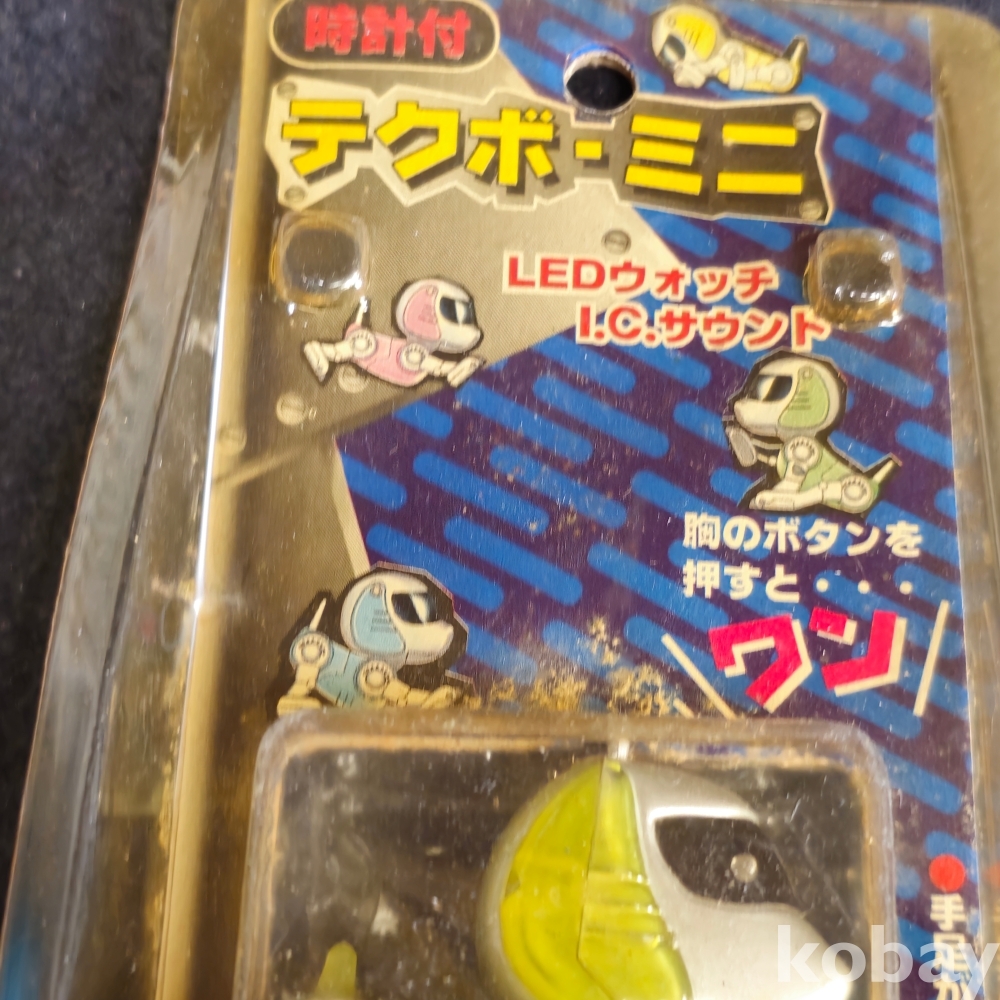 時計付
テクボ・ミニ
LEDウォッチ
I.C.サウンド
胸のボタンを
押すと・・・
ワン
●手足が
kobay